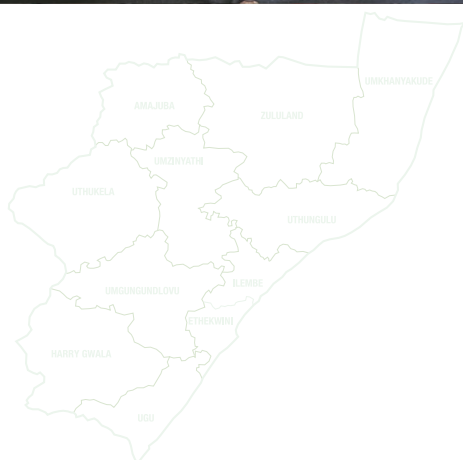 UMKHANYAKUDE
AMAJUBA
ZULULAND
UMZINYATHI
UTHUKELA
UTHUNGULU
ILEMBE
UMGUNGUNDLOVU
ETHEKWINI
HARRY GWALA
UGU